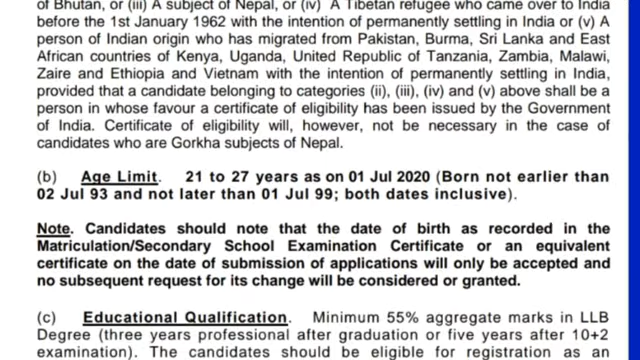 of Bhutan, or (iii) A subject of Nepal, or (iv) A Tibetan refugee who came over to India
before the 1st January 1962 with the intention of permanently settling in India or (v) A
person of Indian origin who has migrated from Pakistan, Burma, Sri Lanka and East
African countries of Kenya, Uganda, United Republic of Tanzania, Zambia, Malawi,
Zaire and Ethiopia and Vietnam with the intention of permanently settling in India,
provided that a candidate belonging to categories (ii), (iii), (iv) and (v) above shall be a
person in whose favour a certificate of eligibility has been issued by the Government
of India. Certificate of eligibility will, however, not be necessary in the case of
candidates who are Gorkha subjects of Nepal.
(b) Age Limit. 21 to 27 years as on 01 Jul 2020 (Born not earlier than
02 Jul 93 and not later than 01 Jul 99; both dates inclusive).
Note. Candidates should note that the date of birth as recorded in the
Matriculation/Secondary School Examination Certificate or an equivalent
certificate on the date of submission of applications will only be accepted and
no subsequent request for its change will be considered or granted.
(c) Educational Qualification. Minimum 55% aggregate marks in LLB
Degree (three years professional after graduation or five years after 10+2
examination). The candidates should be eligible for registration as an